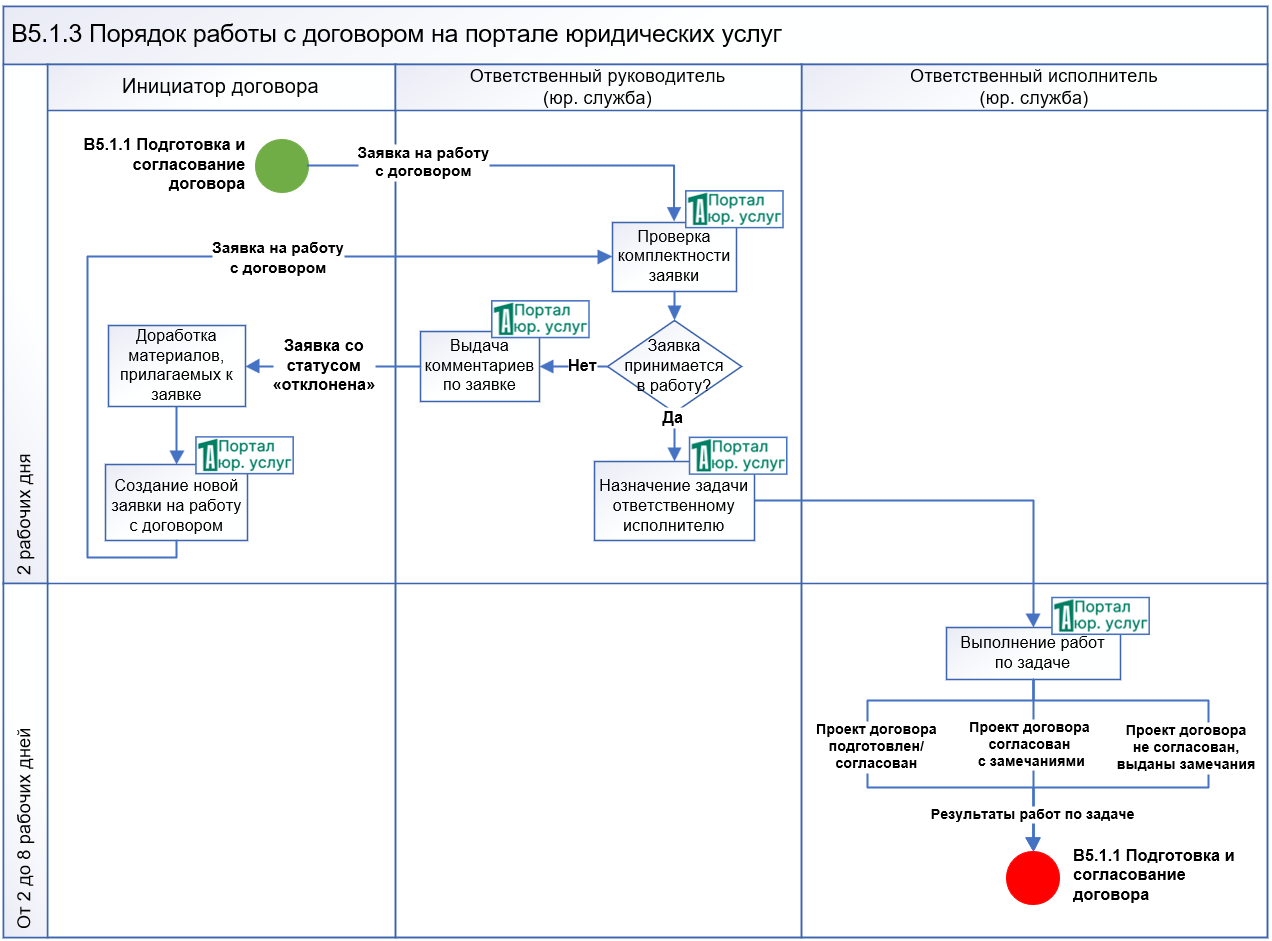 В5.1.3 Порядок работы с договором на портале юридических услуг
Инициатор договора
Ответственный руководитель
(юр. служба)
Ответственный исполнитель
(юр. служба)
2 рабочих дня
В5.1.1 Подготовка и
согласование
договора
Заявка на работу
с договором
Портал
юр. услуг
Проверка
комплектности
заявки
Заявка на работу
с договором
Заявка
принимается
в работу?
Нет
Портал
юр. услуг
Выдача
комментариев
по заявке
Заявка со
статусом
«отклонена»
Доработка
материалов,
прилагаемых к
заявке
Портал
юр. услуг
Создание новой
заявки на работу
с договором
Да
Портал
юр. услуг
Назначение задачи
ответственному
исполнителю
От 2 до 8 рабочих дней
Портал
юр. услуг
Выполнение работ
по задаче
Проект договора
подготовлен/
согласован
Проект договора
согласован
с замечаниями
Проект договора
не согласован,
выданы замечания
Результаты работ по задаче
В5.1.1 Подготовка и
согласование
договора